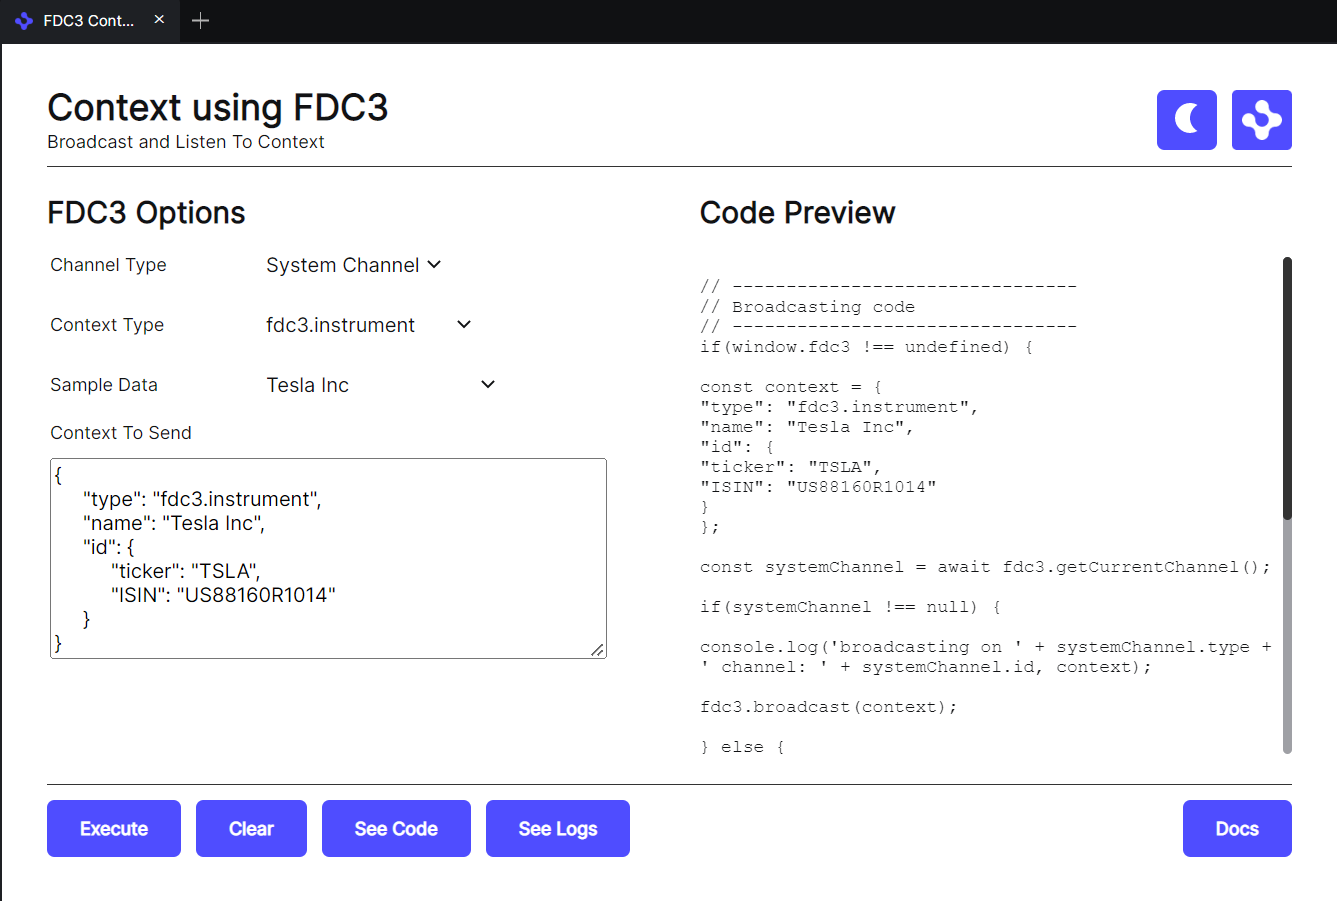 FDC3 Cont...
Context using FDC3
Broadcast and Listen To Context
FDC3 Options
Channel Type
System Channel
Context Type
fdc3.instrument
Sample Data
Tesla Inc
Context To Send
{
"type": "fdc3.instrument",
"name": "Tesla Inc",
"id": {
"ticker": "TSLA",
"ISIN": "US88160R1014"
}
}
Code Preview
// --------------------------------
// Broadcasting code
// --------------------------------
if(window.fdc3 !== undefined) {
const context = {
"type": "fdc3.instrument",
"name": "Tesla Inc",
"id": {
"ticker": "TSLA",
"ISIN": "US88160R1014"
}
};
const systemChannel = await fdc3.getCurrentChannel();
if(systemChannel !== null) {
console.log('broadcasting on ' + systemChannel.type +
' channel: ' + systemChannel.id, context);
fdc3.broadcast(context);
} else {
Execute
Clear
See Code
See Logs
Docs